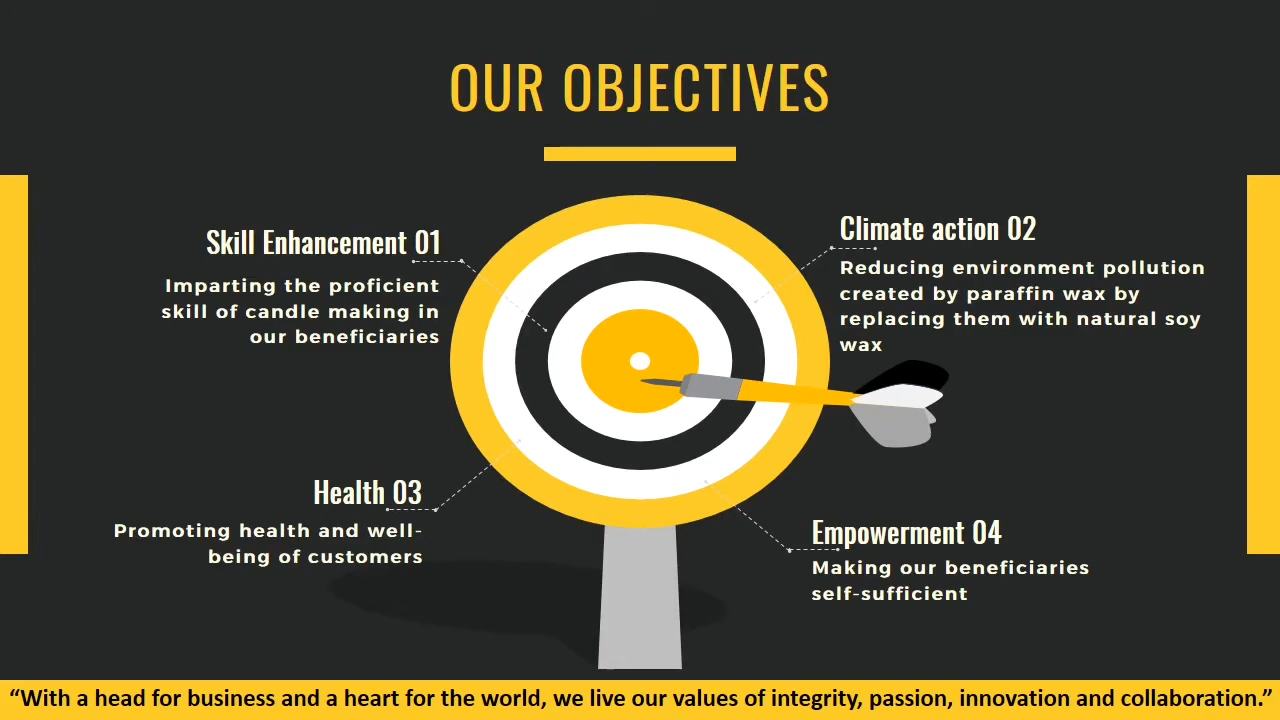 OUR OBJECTIVES
Skill Enhancement 01
Imparting the proficient
skill of candle making in
our beneficiaries
Climate action 02
Reducing environment pollution
created by paraffin wax by
replacing them with natural soy
wax
Health 03
Promoting health and well-
being of customers
Empowerment 04
Making our beneficiaries
self-sufficient
“With a head for business and a heart for the world, we live our values of integrity, passion, innovation and collaboration.”